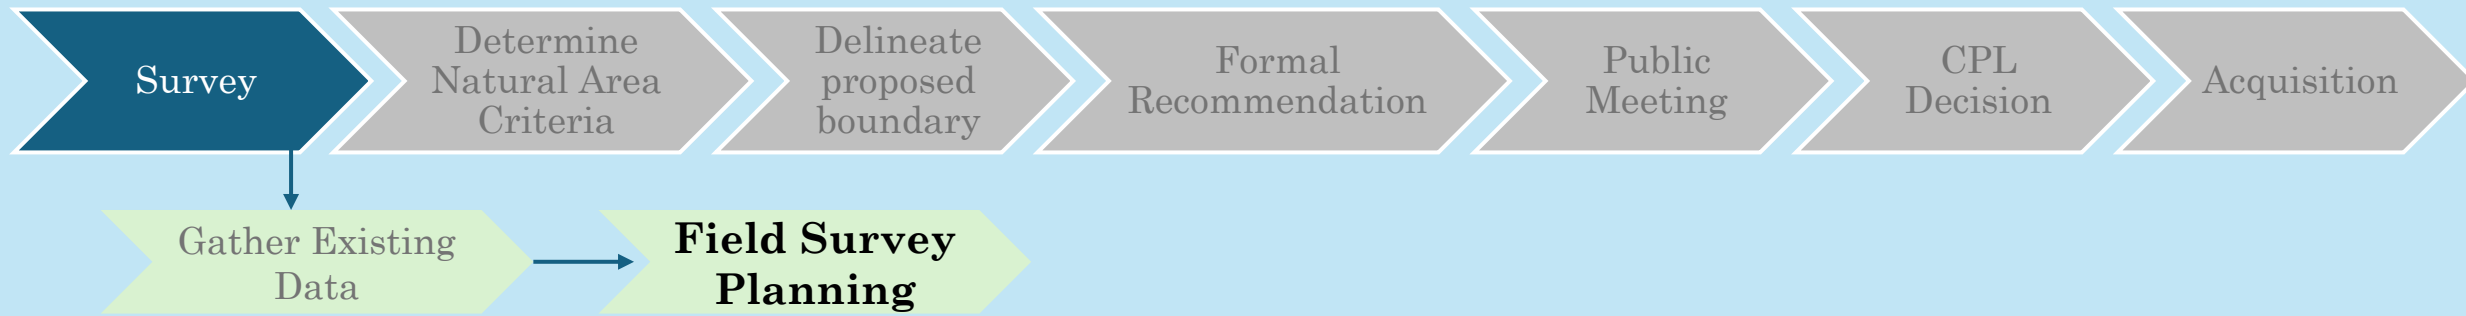 Survey
Determine
Natural Area
Criteria
Delineate
proposed
boundary
Formal
Recommendation
Public
Meeting
CPL
Decision
Acquisition
Gather Existing
Data
Field Survey
Planning